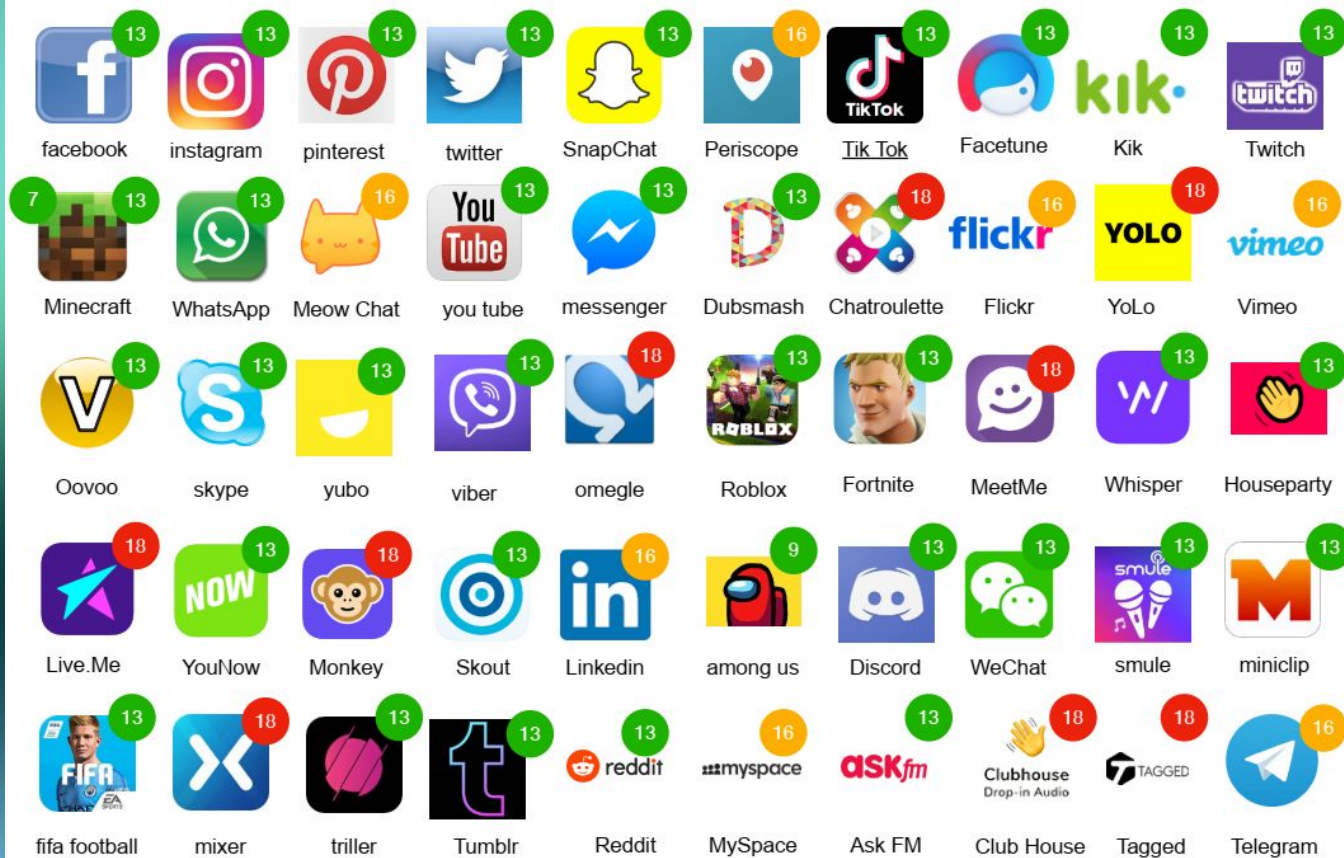 13 13 13 13 13 16 13 13 13 13
f P TikTok kik. twitch
facebook instagram pinterest twitter SnapChat Periscope Tik Tok Facetune Kik Twitch
7 13 13 16 13 13 13 18 16 18 16
You Tube D flickr YOLO vimeo
Minecraft WhatsApp Meow Chat you tube messenger Dubsmash Chatroulette Flickr YoLo Vimeo
13 13 13 13 18 13 13 18 13 13
V S ROBLOX
Oovoo skype yubo viber omegle Roblox Fortnite MeetMe Whisper Houseparty
18 13 18 13 16 9 13 13 13 13
NOW in smule M
Live.Me YouNow Monkey Skout Linkedin among us Discord WeChat smule miniclip
13 18 13 13 13 16 13 18 18 16
FIFA EA SPORTS t reddit myspace ASKfm Clubhouse TAGGED
Drop-in Audio
fifa football mixer triller Tumblr Reddit MySpace Ask FM Club House Tagged Telegram